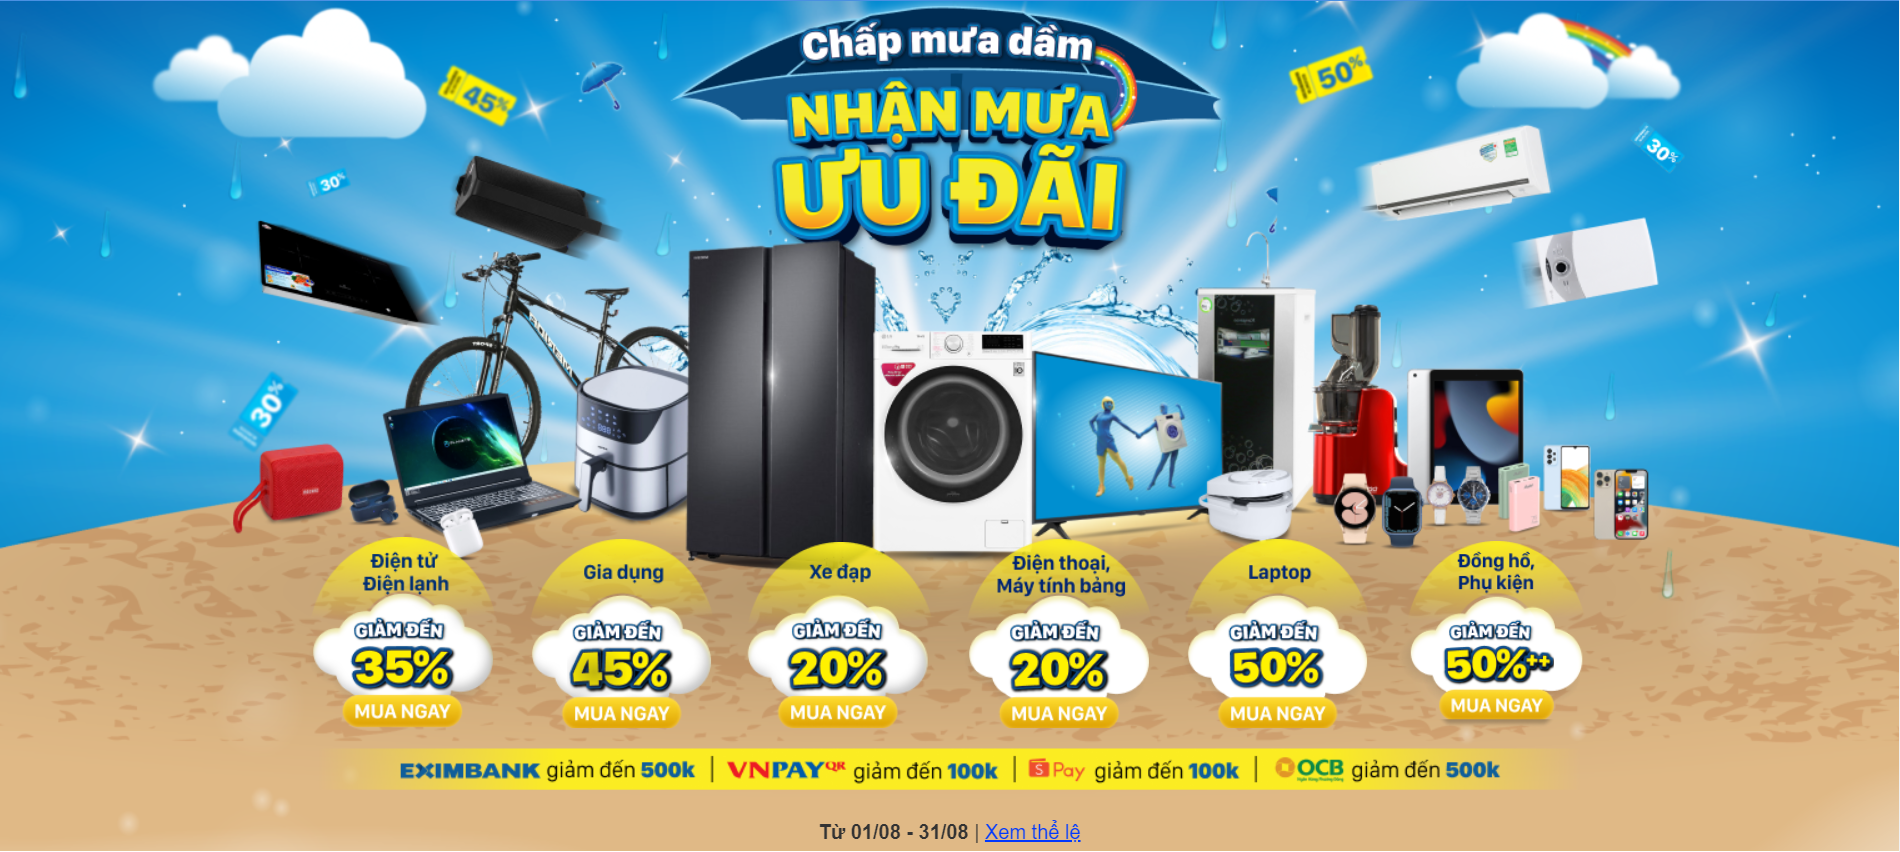 Chấp mưa dầm
NHẬN MƯA
ƯU ĐÃI
45%
50%
30%
30%
30%
Điện tử
Điện lạnh
GIẢM ĐẾN
35%
MUA NGAY
Gia dụng
GIẢM ĐẾN
45%
MUA NGAY
Xe đạp
GIẢM ĐẾN
20%
MUA NGAY
Điện thoại,
Máy tính bảng
GIẢM ĐẾN
20%
MUA NGAY
Laptop
GIẢM ĐẾN
50%
MUA NGAY
Đồng hồ,
Phụ kiện
GIẢM ĐẾN
50%++
MUA NGAY
EXIMBANK giảm đến 500k | VNPAYQR giảm đến 100k | S Pay giảm đến 100k | OCB giảm đến 500k
Từ 01/08 - 31/08 | Xem thể lệ